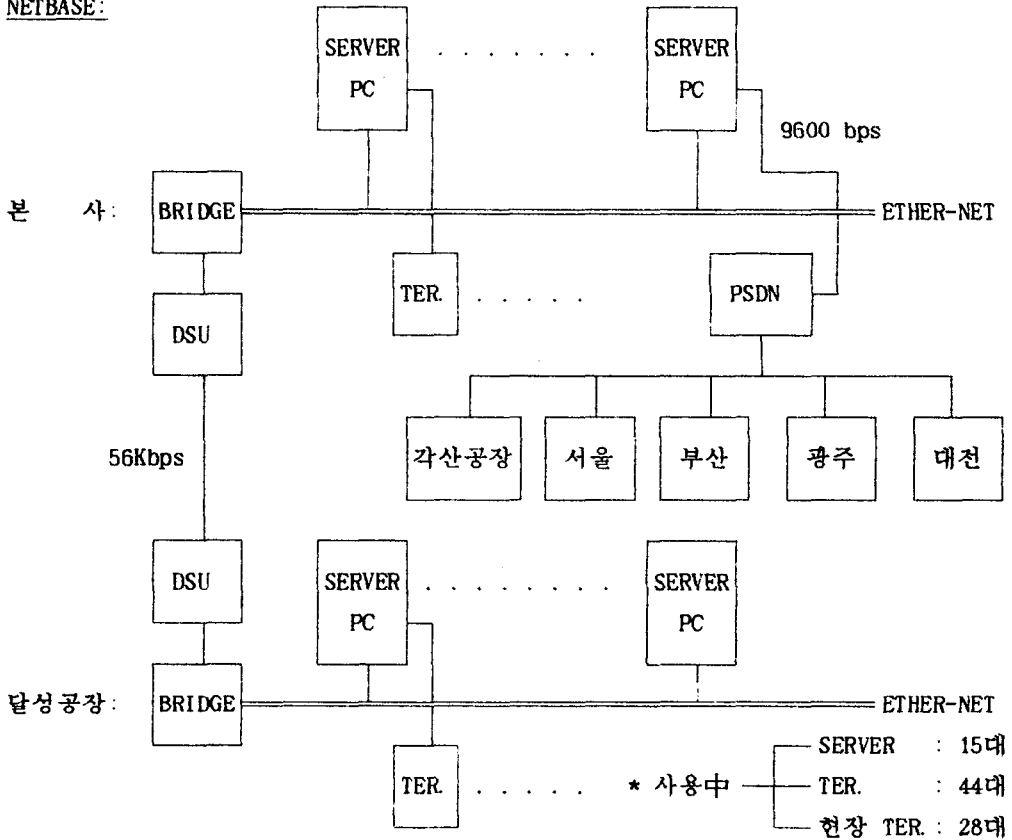 NETBASE:
SERVER PC . . . . . . . SERVER PC
9600 bps
본 사: BRIDGE ETHER-NET
TER. . . . . . PSDN
DSU
56Kbps
각산공장 서울 부산 광주 대전
DSU
SERVER PC . . . . . . . . SERVER PC
달성공장: BRIDGE ETHER-NET
TER. . . . . . * 사용中
SERVER : 15대
TER. : 44대
현장 TER. : 28대